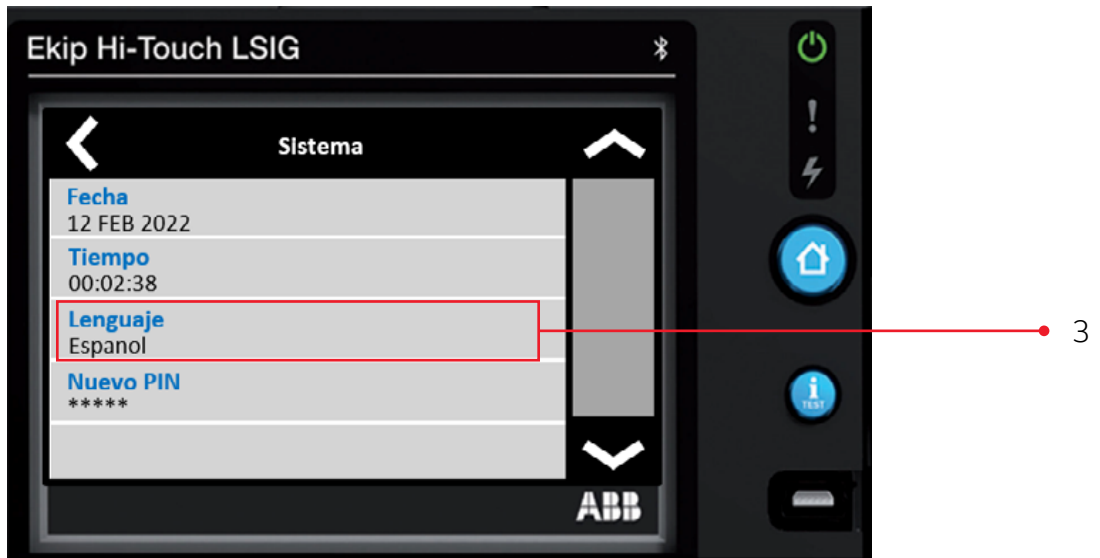 Ekip Hi-Touch LSIG
Sistema
Fecha
12 FEB 2022
Tiempo
00:02:38
Lenguaje
Espanol
3
Nuevo PIN
*****
i
TEST
ABB